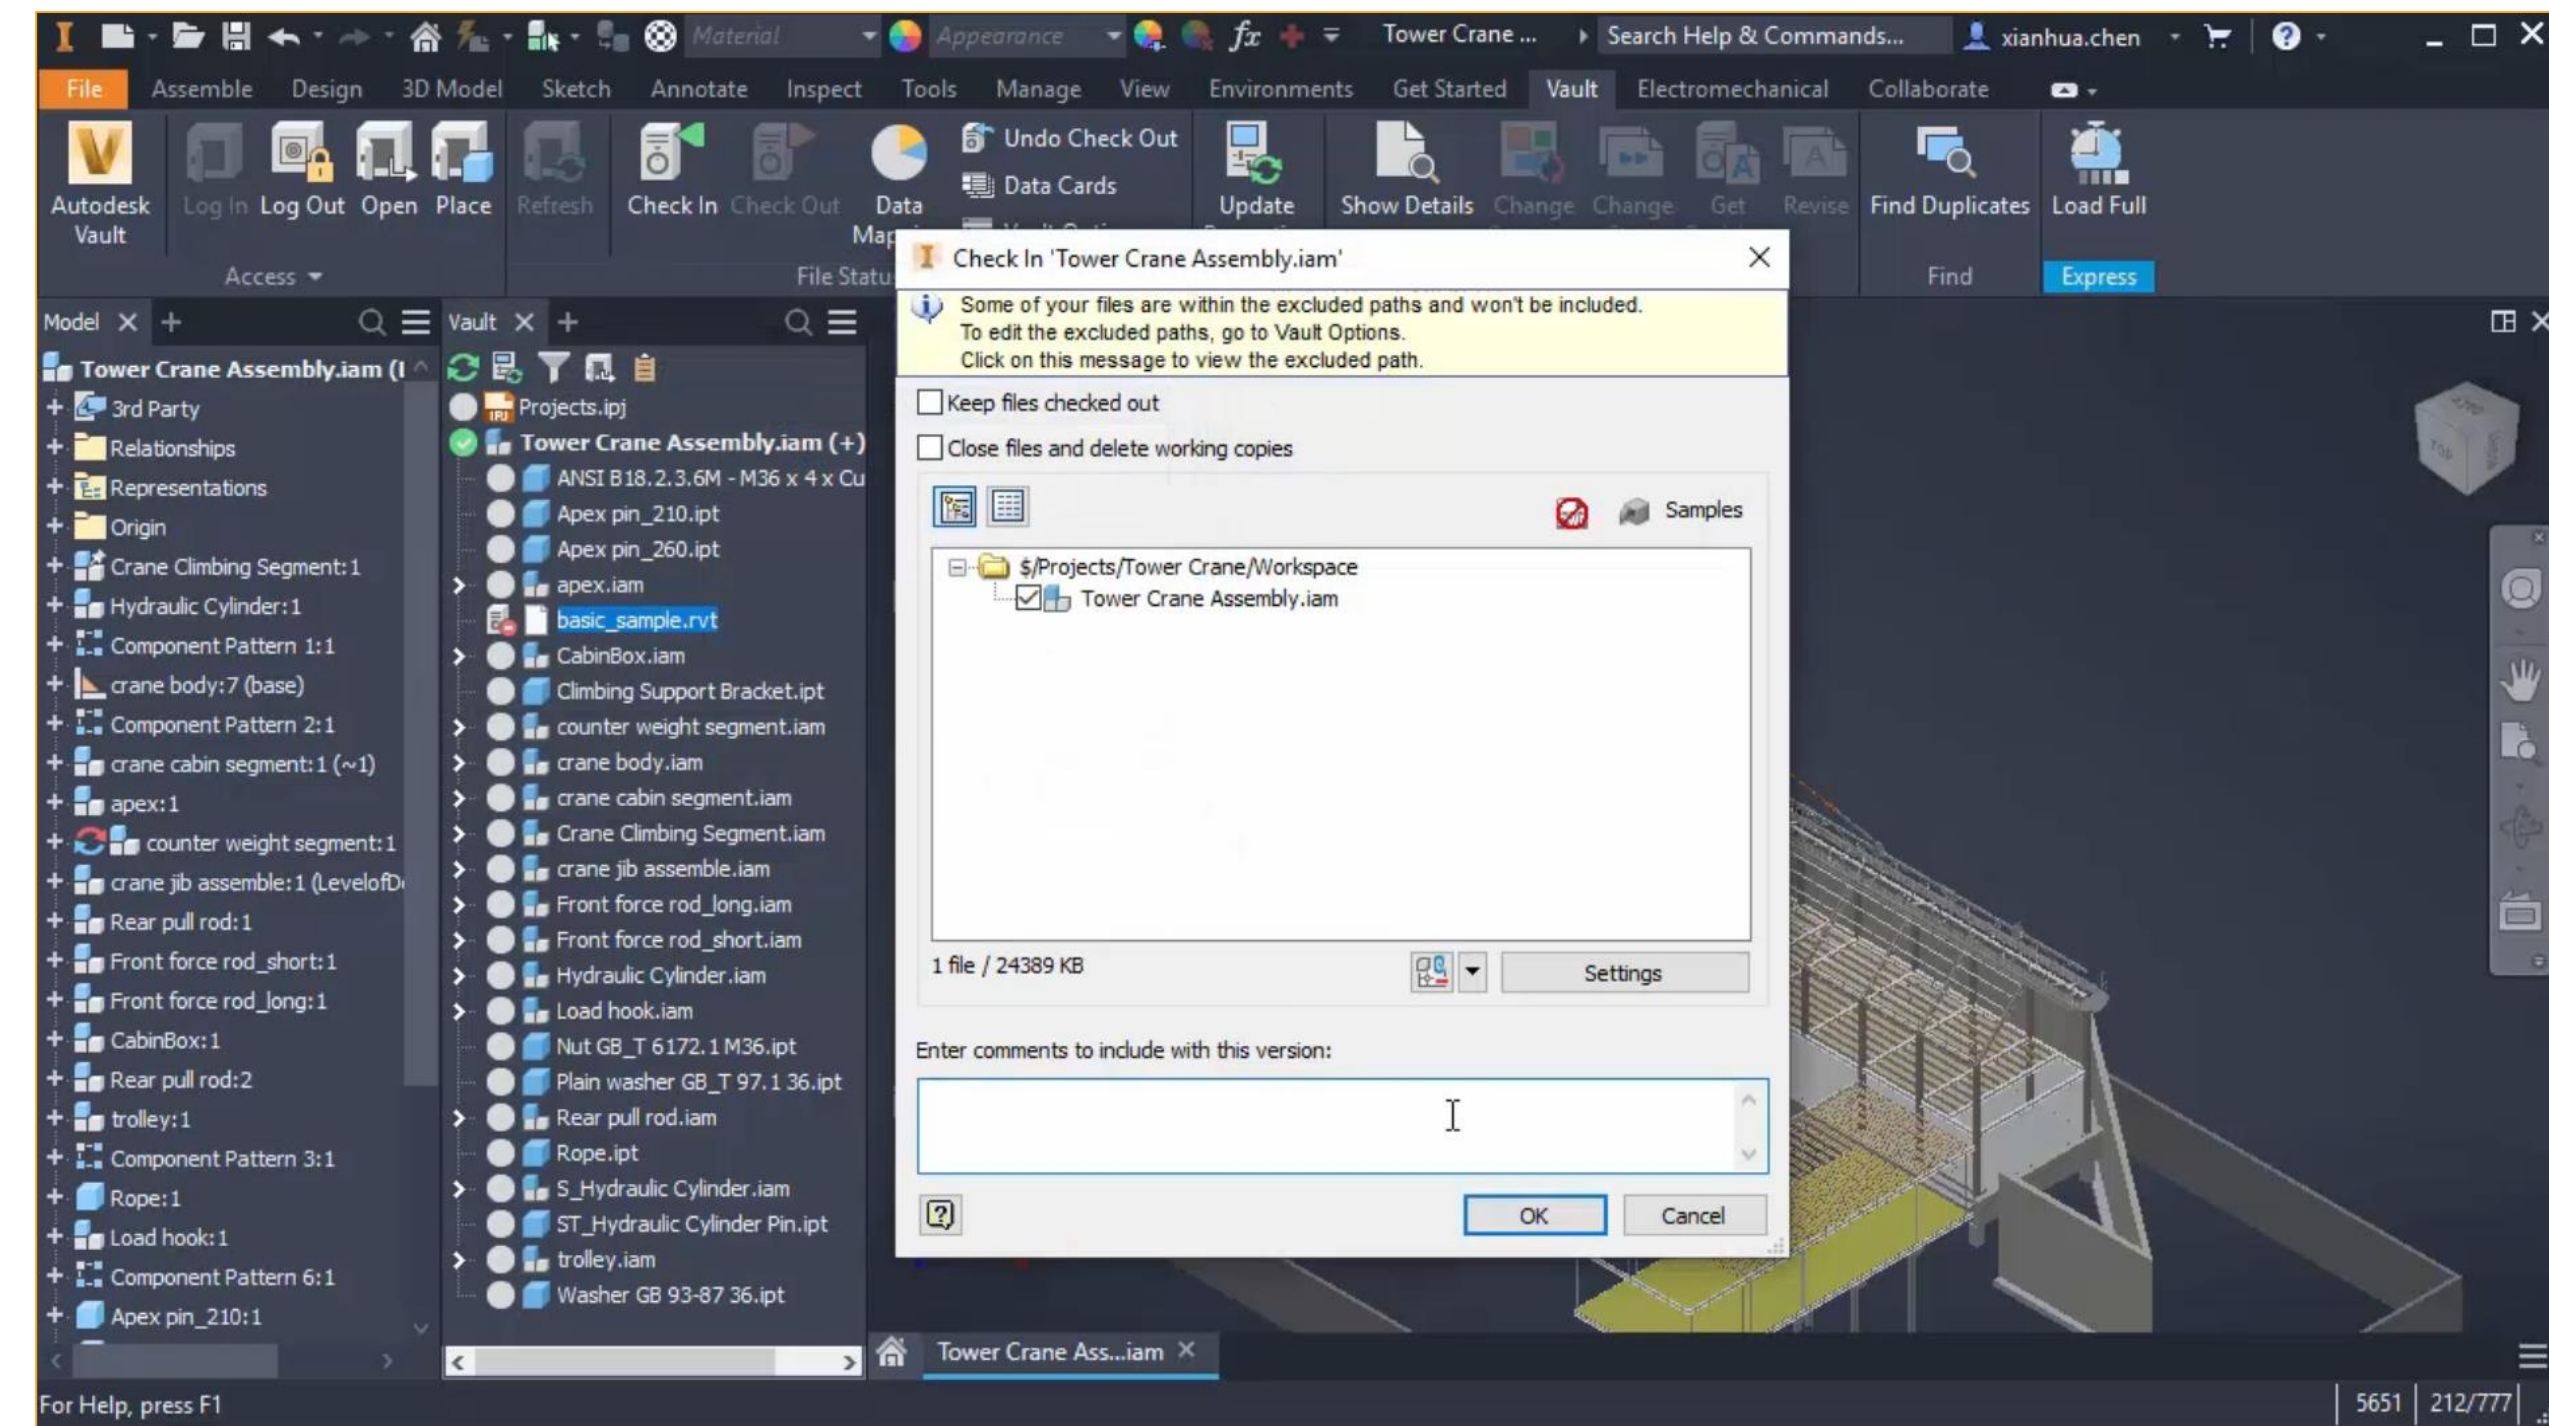 Material
Appearance
fx
Tower Crane ...
Search Help & Commands...
xianhua.chen
File
Assemble
Design
3D Model
Sketch
Annotate
Inspect
Tools
Manage
View
Environments
Get Started
Vault
Electromechanical
Collaborate
Autodesk
Vault
Log In
Log Out
Open
Place
Refresh
Check In
Check Out
Data
Map
Undo Check Out
Data Cards
Update
Show Details
Change
Change
Get
Revise
Find Duplicates
Load Full
Access
File Statu
Find
Express
Model
Tower Crane Assembly.iam (
3rd Party
Relationships
Representations
Origin
Crane Climbing Segment:1
Hydraulic Cylinder:1
Component Pattern 1:1
crane body:7 (base)
Component Pattern 2:1
crane cabin segment:1 (~1)
apex:1
counter weight segment:1
crane jib assemble:1 (LevelofD
Rear pull rod:1
Front force rod_short:1
Front force rod_long:1
CabinBox:1
Rear pull rod:2
trolley:1
Component Pattern 3:1
Rope:1
Load hook:1
Component Pattern 6:1
Apex pin_210:1
Vault
Projects.ipj
Tower Crane Assembly.iam (+)
ANSI B18.2.3.6M - M36 x 4 x Cu
Apex pin_210.ipt
Apex pin_260.ipt
apex.iam
basic_sample.rvt
CabinBox.iam
Climbing Support Bracket.ipt
counter weight segment.iam
crane body.iam
crane cabin segment.iam
Crane Climbing Segment.iam
crane jib assemble.iam
Front force rod_long.iam
Front force rod_short.iam
Hydraulic Cylinder.iam
Load hook.iam
Nut GB_T 6172.1 M36.ipt
Plain washer GB_T 97.1 36.ipt
Rear pull rod.iam
Rope.ipt
S_Hydraulic Cylinder.iam
ST_Hydraulic Cylinder Pin.ipt
trolley.iam
Washer GB 93-87 36.ipt
Check In 'Tower Crane Assembly.iam'
Some of your files are within the excluded paths and won't be included.
To edit the excluded paths, go to Vault Options.
Click on this message to view the excluded path.
Keep files checked out
Close files and delete working copies
Samples
$/Projects/Tower Crane/Workspace
Tower Crane Assembly.iam
1 file / 24389 KB
Settings
Enter comments to include with this version:
OK
Cancel
TOP
Tower Crane Ass...iam
For Help, press F1
5651
212/777